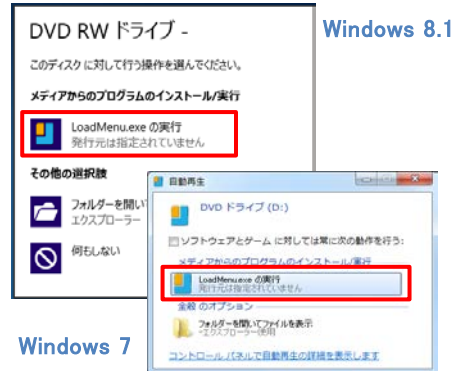 Windows 8.1
DVD RW ドライブ -
このディスク に対して行う操作を選んでください。
メディアからのプログラムのインストール/実行
LoadMenu.exe の実行
発行元は指定されていません
その他の選択肢
フォルダーを開い
エクスプローラー
何もしない
自動再生
DVD ドライブ (D:)
ソフトウェアとゲーム に対しては常に次の動作を行う:
メディアからのプログラムのインストール/実行
LoadMenu.exe の実行
発行元は指定されていません
全般 のオプション
フォルダーを開いてファイルを表示
-エクスプローラー使用
コントロール パネルで自動再生の詳細を表示します
Windows 7